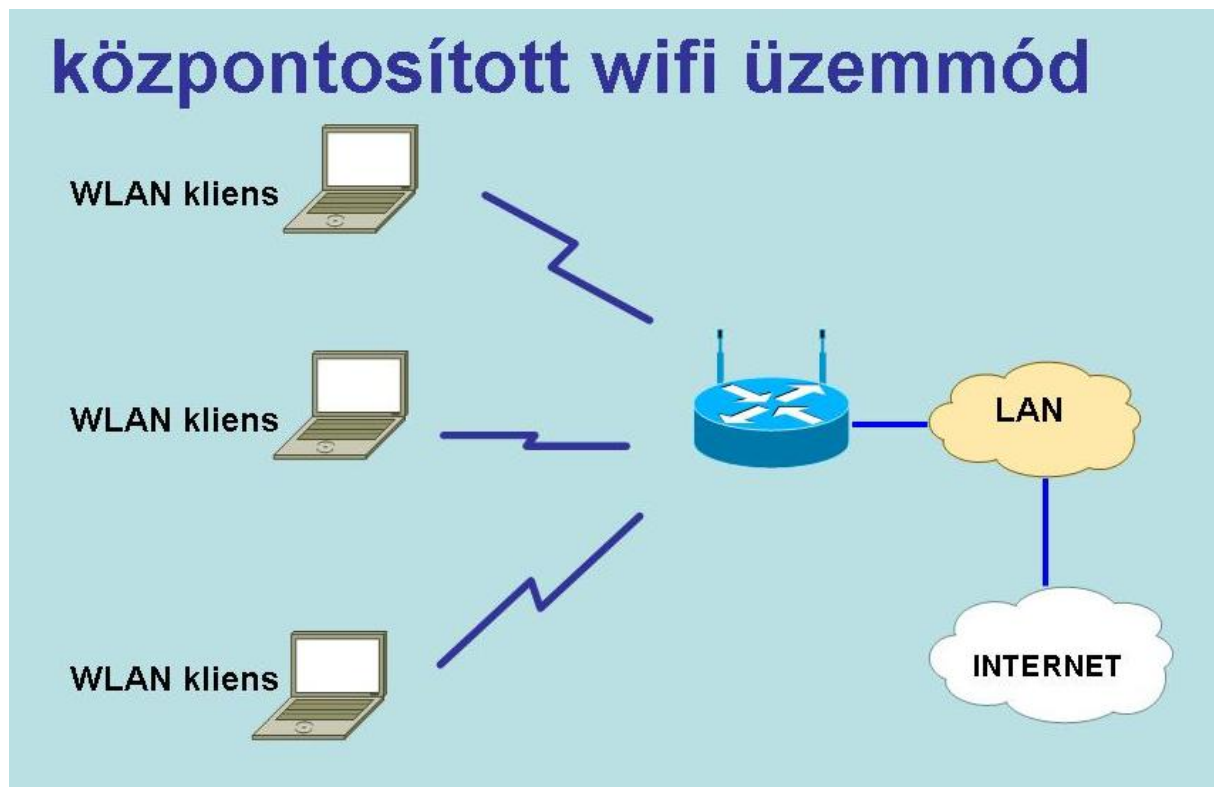 központosított wifi üzemmód
WLAN kliens
WLAN kliens
WLAN kliens
LAN
INTERNET